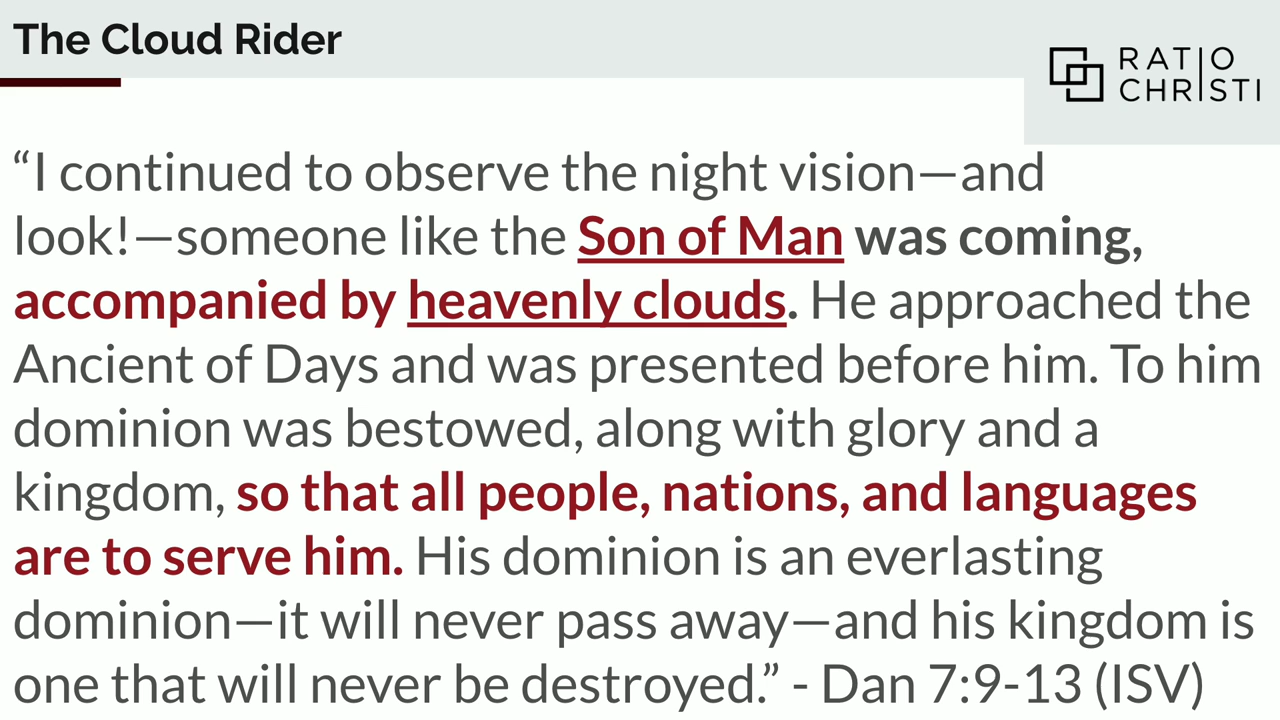 The Cloud Rider
RATIO
CHRISTI
“I continued to observe the night vision—and
look!—someone like the Son of Man was coming,
accompanied by heavenly clouds. He approached the
Ancient of Days and was presented before him. To him
dominion was bestowed, along with glory and a
kingdom, so that all people, nations, and languages
are to serve him. His dominion is an everlasting
dominion—it will never pass away—and his kingdom is
one that will never be destroyed.” - Dan 7:9-13 (ISV)